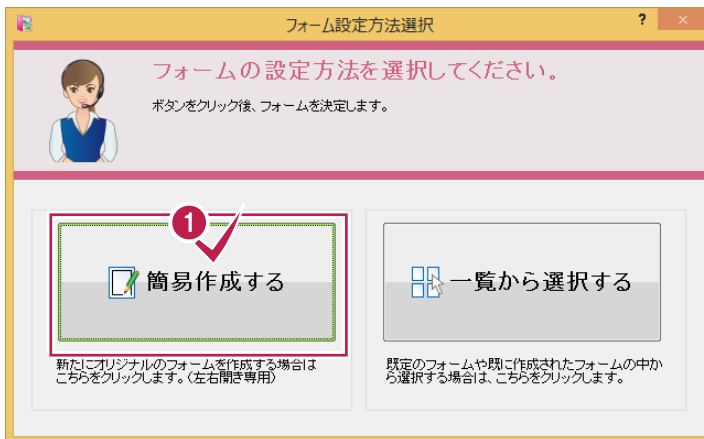 フォーム設定方法選択
?
×
フォームの設定方法を選択してください。
ボタンをクリック後、フォームを決定します。
1
簡易作成する
一覧から選択する
新たにオリジナルのフォームを作成する場合は
こちらをクリックします。（左右開き専用）
既定のフォームや既に作成されたフォームの中か
ら選択する場合は、こちらをクリックします。